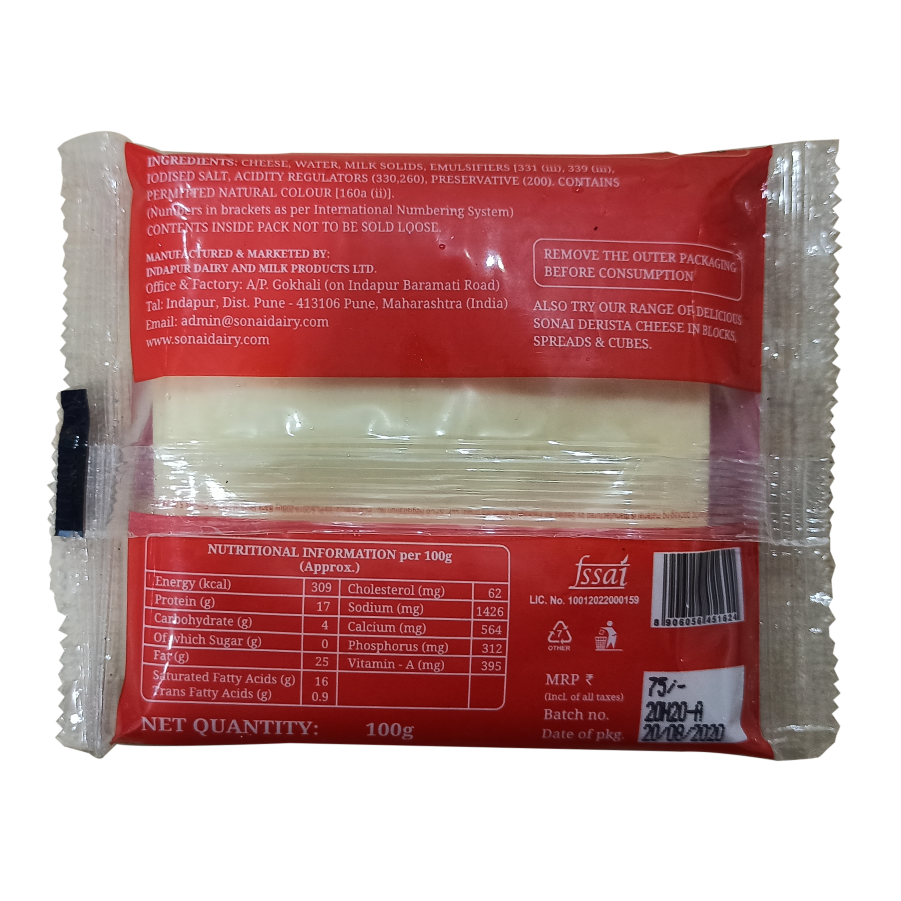 INGREDIENTS: CHEESE, WATER, MILK SOLIDS, EMULSIFIERS [331 (iii), 339 (iii),
IODISED SALT, ACIDITY REGULATORS (330,260), PRESERVATIVE (200). CONTAINS
PERMITTED NATURAL COLOUR [160a (ii)].
(Numbers in brackets as per International Numbering System)
CONTENTS INSIDE PACK NOT TO BE SOLD LOOSE.
MANUFACTURED & MARKETED BY:
INDAPUR DAIRY AND MILK PRODUCTS LTD.
Office & Factory: A/P. Gokhali (on Indapur Baramati Road)
Tal: Indapur, Dist. Pune - 413106 Pune, Maharashtra (India)
Email: admin@sonaidairy.com
www.sonaidairy.com
REMOVE THE OUTER PACKAGING
BEFORE CONSUMPTION
ALSO TRY OUR RANGE OF DELICIOUS
SONAI DERISTA CHEESE IN BLOCKS,
SPREADS & CUBES.
NUTRITIONAL INFORMATION per 100g
(Approx.)
Energy (kcal) 309 Cholesterol (mg) 62
Protein (g) 17 Sodium (mg) 1426
Carbohydrate (g) 4 Calcium (mg) 564
Of which Sugar (g) 0 Phosphorus (mg) 312
Fat (g) 25 Vitamin - A (mg) 395
Saturated Fatty Acids (g) 16
Trans Fatty Acids (g) 0.9
NET QUANTITY: 100g
fssai
LIC. No. 10012022000159
8 906056 451624
7
OTHER
MRP ₹ 75/-
(Incl. of all taxes)
Batch no. 20H20-A
Date of pkg. 20/08/2020